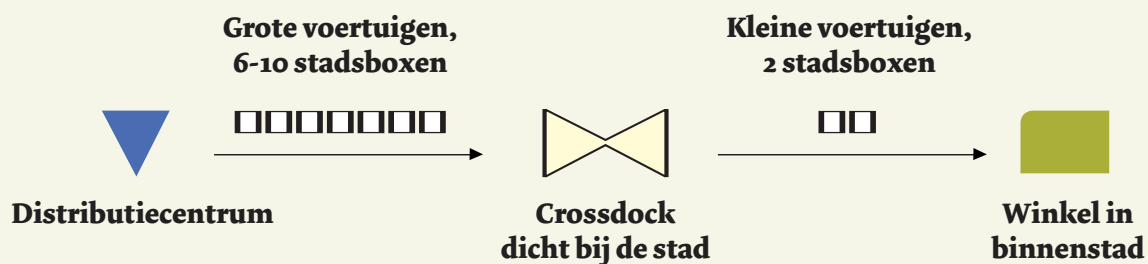 Grote voertuigen,
6-10 stadsboxen
Kleine voertuigen,
2 stadsboxen
Distributiecentrum
Crossdock
dicht bij de stad
Winkel in
binnenstad